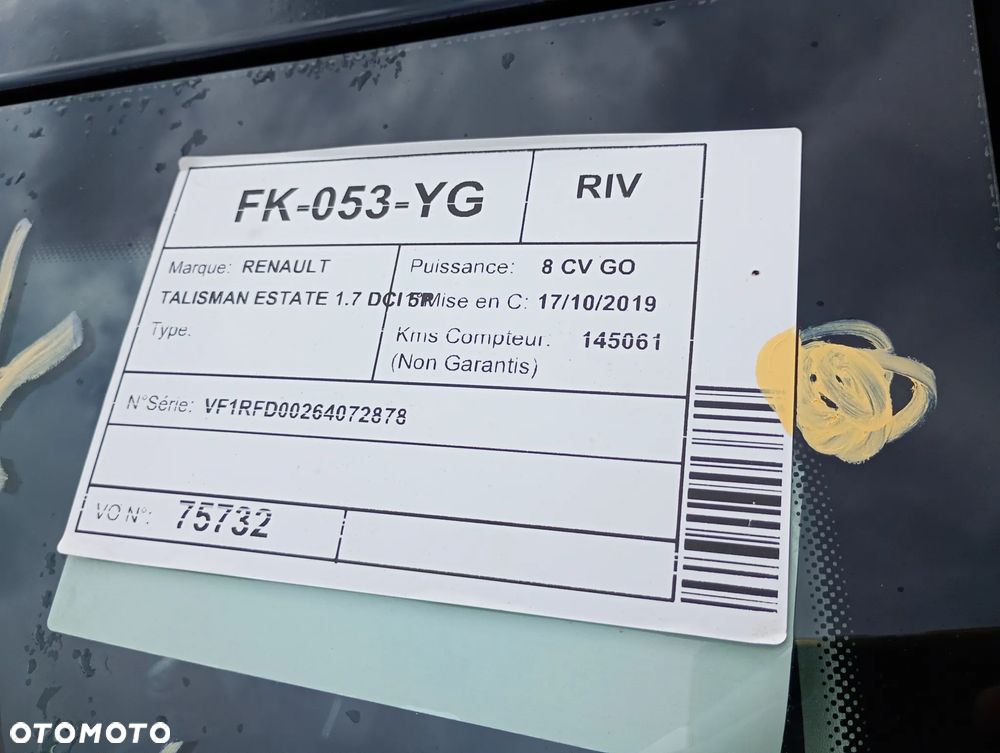 FK-053-YG
RIV
Marque: RENAULT
TALISMAN ESTATE 1.7 DCI 5P
Type:
Puissance: 8 CV GO
Mise en C: 17/10/2019
Kms Compteur: 145061
(Non Garantis)
N°Série: VF1RFD00264072878
VO N°: 75732
OTOMOTO